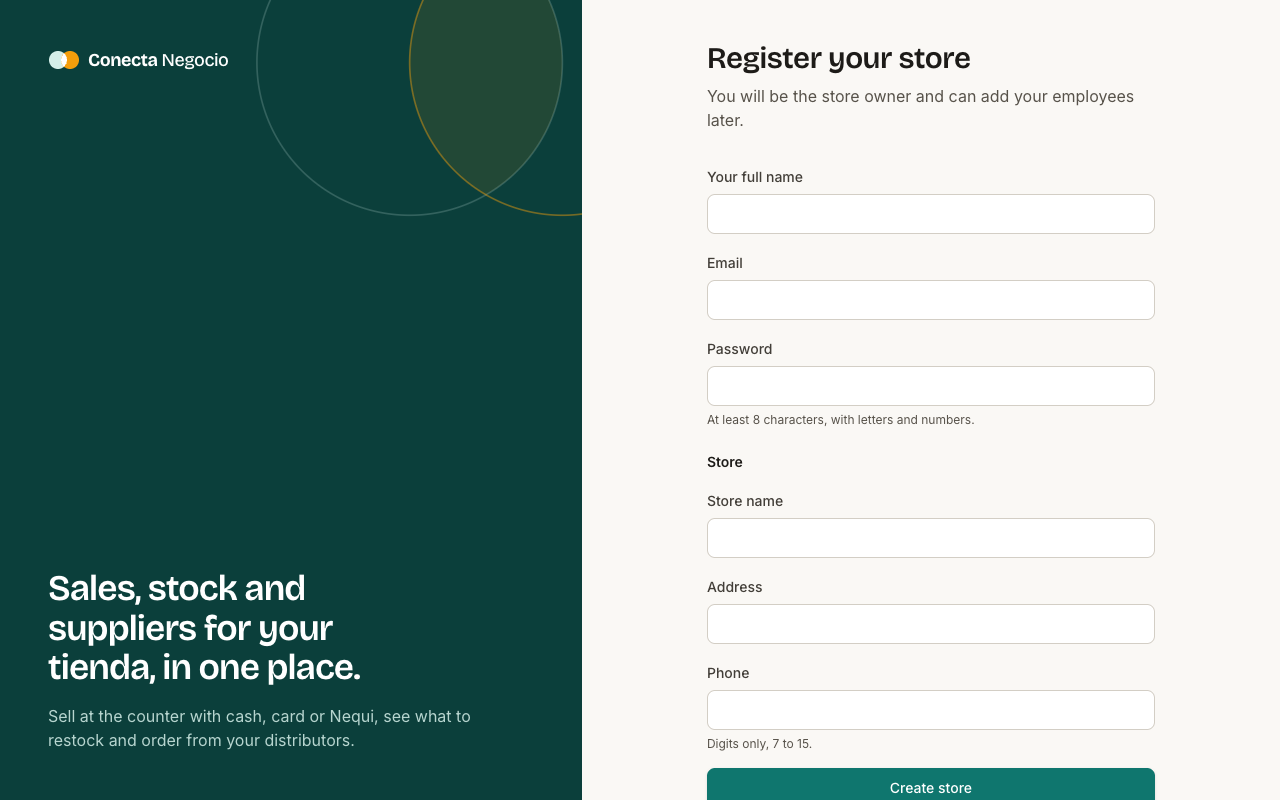 Conecta Negocio
Sales, stock and
suppliers for your
tienda, in one place.
Sell at the counter with cash, card or Nequi, see what to
restock and order from your distributors.
Register your store
You will be the store owner and can add your employees
later.
Your full name
Email
Password
At least 8 characters, with letters and numbers.
Store
Store name
Address
Phone
Digits only, 7 to 15.
Create store